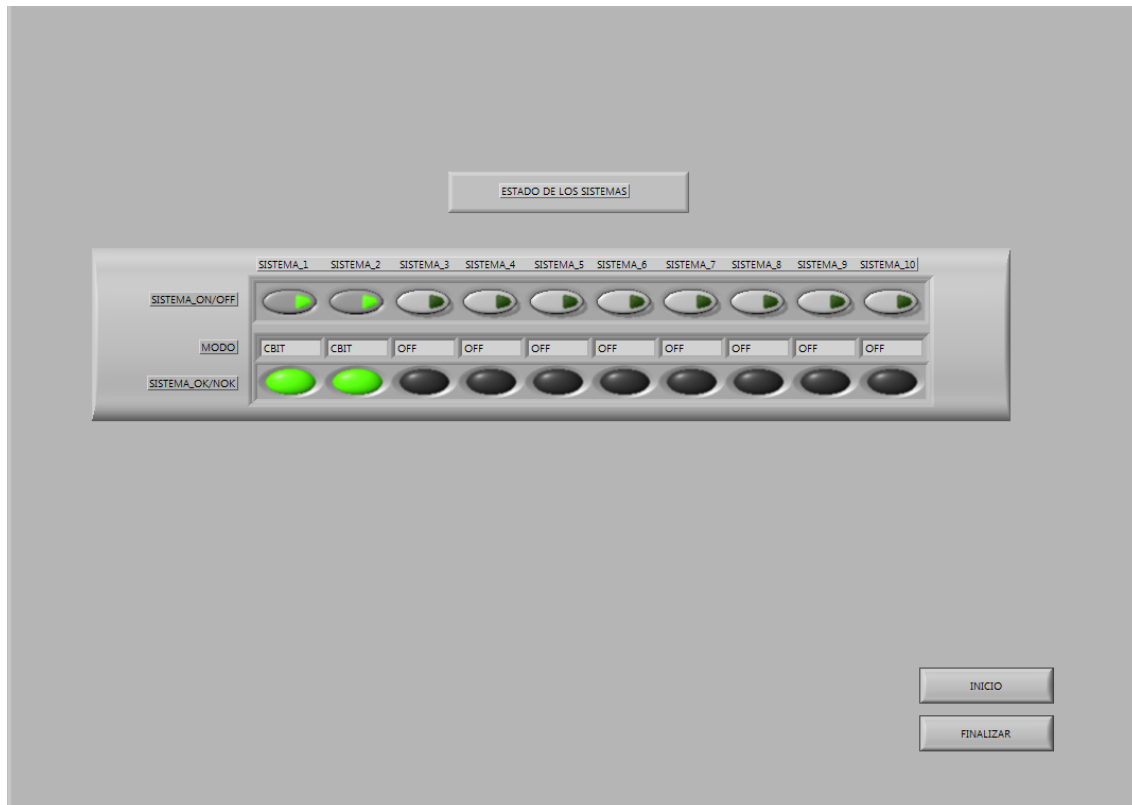 ESTADO DE LOS SISTEMAS
SISTEMA_1 SISTEMA_2 SISTEMA_3 SISTEMA_4 SISTEMA_5 SISTEMA_6 SISTEMA_7 SISTEMA_8 SISTEMA_9 SISTEMA_10
SISTEMA_ON/OFF
MODO CBIT CBIT OFF OFF OFF OFF OFF OFF OFF OFF
SISTEMA_OK/NOK
INICIO
FINALIZAR